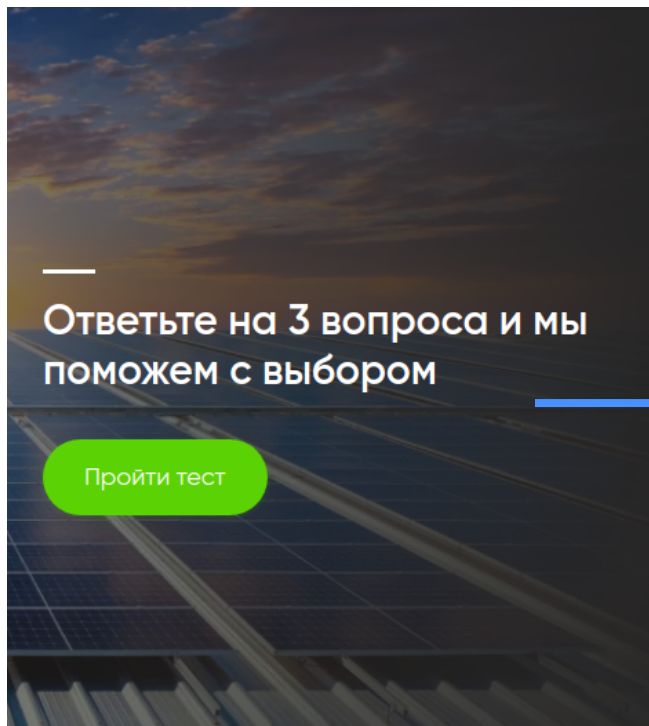 Ответьте на 3 вопроса и мы
поможем с выбором
Пройти тест